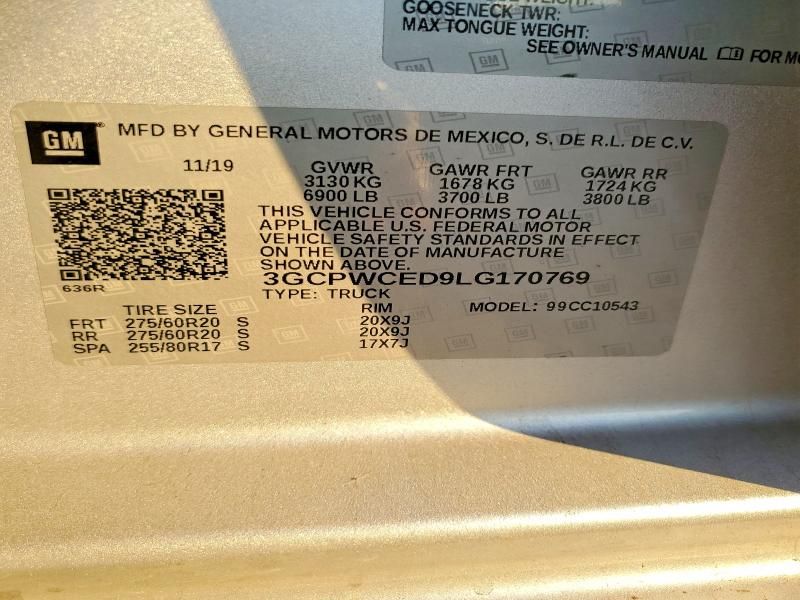 GOOSENECK TWR:
MAX TONGUE WEIGHT:
SEE OWNER'S MANUAL FOR
GM MFD BY GENERAL MOTORS DE MEXICO, S. DE R.L. DE C.V.
11/19 GVWR GAWR FRT GAWR RR
3130 KG 1678 KG 1724 KG
6900 LB 3700 LB 3800 LB
THIS VEHICLE CONFORMS TO ALL
APPLICABLE U.S. FEDERAL MOTOR
VEHICLE SAFETY STANDARDS IN EFFECT
ON THE DATE OF MANUFACTURE
SHOWN ABOVE.
636R
3GCPWCED9LG170769
TYPE: TRUCK
TIRE SIZE RIM MODEL: 99CC10543
FRT 275/60R20 S 20X9J
RR 275/60R20 S 20X9J
SPA 255/80R17 S 17X7J